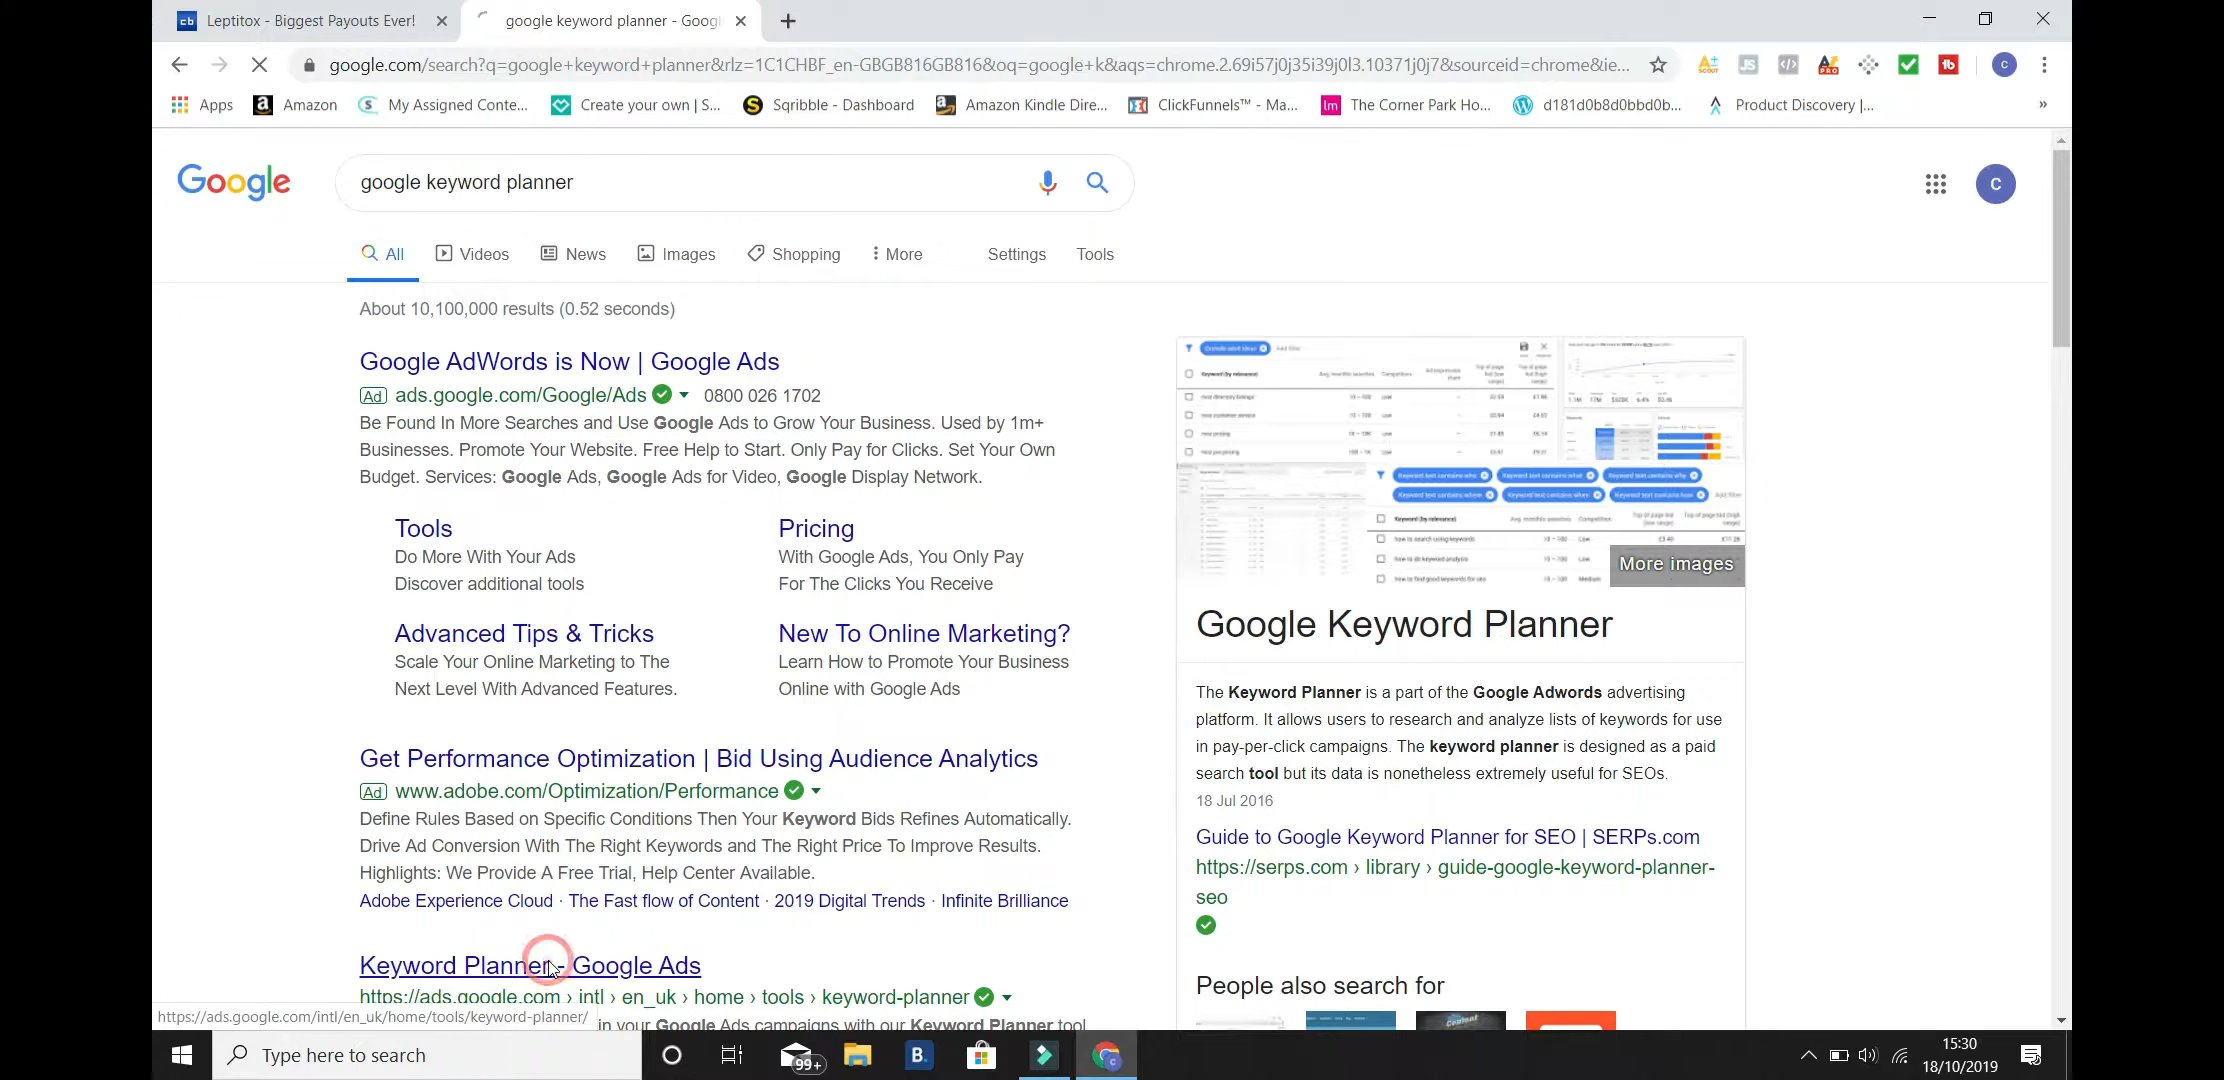 Leptitox - Biggest Payouts Ever!
google keyword planner - Googl
google.com/search?q=google+keyword+planner&rlz=1C1CHBF_en-GBGB816GB816&oq=google+k&aqs=chrome.2.69i57j0j35i39j0l3.10371j0j7&sourceid=chrome&ie...
Apps
Amazon
My Assigned Conte...
Create your own | S...
Sqribble - Dashboard
Amazon Kindle Dire...
ClickFunnels™ - Ma...
The Corner Park Ho...
d181d0b8d0bbd0b...
Product Discovery |...
»
Google
google keyword planner
C
All
Videos
News
Images
Shopping
More
Settings
Tools
About 10,100,000 results (0.52 seconds)
Google AdWords is Now | Google Ads
Ad ads.google.com/Google/Ads 0800 026 1702
Be Found In More Searches and Use Google Ads to Grow Your Business. Used by 1m+
Businesses. Promote Your Website. Free Help to Start. Only Pay for Clicks. Set Your Own
Budget. Services: Google Ads, Google Ads for Video, Google Display Network.
Tools
Do More With Your Ads
Discover additional tools
Pricing
With Google Ads, You Only Pay
For The Clicks You Receive
Advanced Tips & Tricks
Scale Your Online Marketing to The
Next Level With Advanced Features.
New To Online Marketing?
Learn How to Promote Your Business
Online with Google Ads
Get Performance Optimization | Bid Using Audience Analytics
Ad www.adobe.com/Optimization/Performance
Define Rules Based on Specific Conditions Then Your Keyword Bids Refines Automatically.
Drive Ad Conversion With The Right Keywords and The Right Price To Improve Results.
Highlights: We Provide A Free Trial, Help Center Available.
Adobe Experience Cloud · The Fast flow of Content · 2019 Digital Trends · Infinite Brilliance
Keyword Planner - Google Ads
https://ads.google.com › intl › en_uk › home › tools › keyword-planner
in your Google Ads campaigns with our Keyword Planner tool
https://ads.google.com/intl/en_uk/home/tools/keyword-planner/
More images
Google Keyword Planner
The Keyword Planner is a part of the Google Adwords advertising
platform. It allows users to research and analyze lists of keywords for use
in pay-per-click campaigns. The keyword planner is designed as a paid
search tool but its data is nonetheless extremely useful for SEOs.
18 Jul 2016
Guide to Google Keyword Planner for SEO | SERPs.com
https://serps.com › library › guide-google-keyword-planner-
seo
People also search for
Type here to search
99+
B.
15:30
18/10/2019